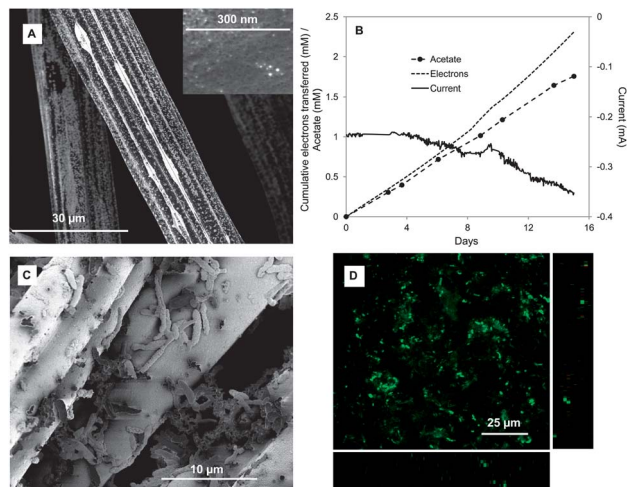 A
300 nm
30 µm
B
Cumulative electrons transferred (mM) /
Acetate (mM)
2.5
2
1.5
1
0.5
0
Acetate
Electrons
Current
0
-0.1
-0.2
-0.3
-0.4
Current (mA)
0
4
8
12
16
Days
C
10 µm
D
25 µm